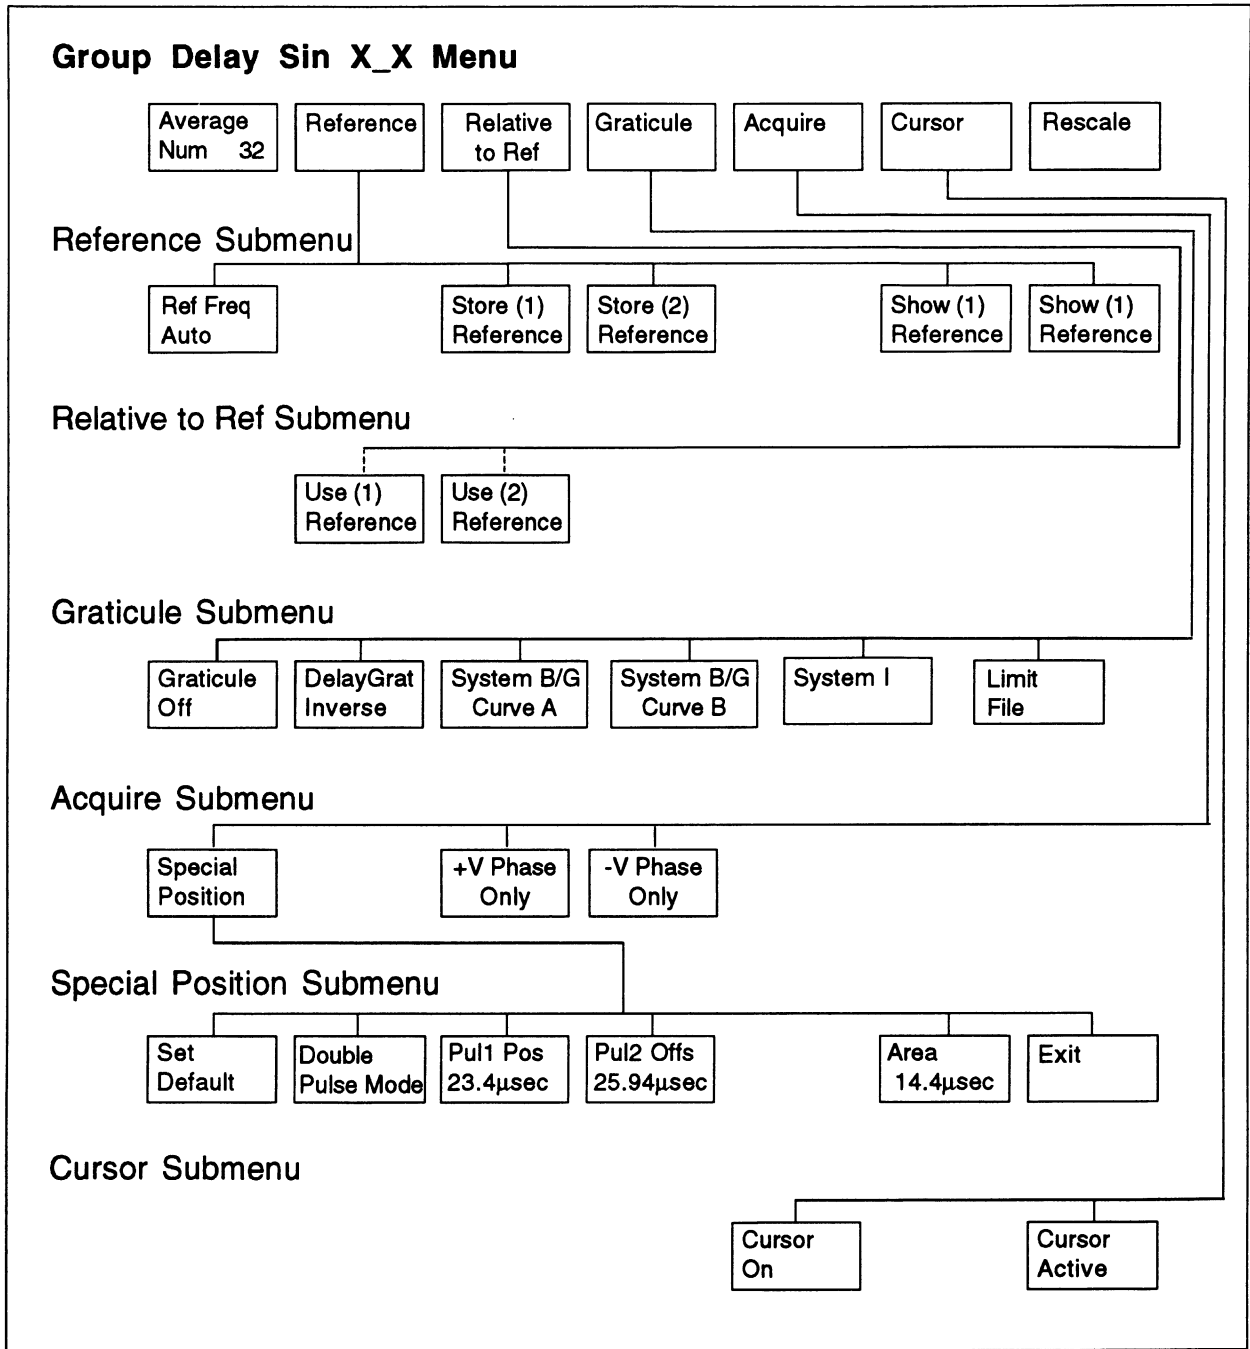 Group Delay Sin X_X Menu
Average
Num 32
Reference
Relative
to Ref
Graticule
Acquire
Cursor
Rescale
Reference Submenu
Ref Freq
Auto
Store (1)
Reference
Store (2)
Reference
Show (1)
Reference
Show (1)
Reference
Relative to Ref Submenu
Use (1)
Reference
Use (2)
Reference
Graticule Submenu
Graticule
Off
DelayGrat
Inverse
System B/G
Curve A
System B/G
Curve B
System I
Limit
File
Acquire Submenu
Special
Position
+V Phase
Only
-V Phase
Only
Special Position Submenu
Set
Default
Double
Pulse Mode
Pul1 Pos
23.4µsec
Pul2 Offs
25.94µsec
Area
14.4µsec
Exit
Cursor Submenu
Cursor
On
Cursor
Active